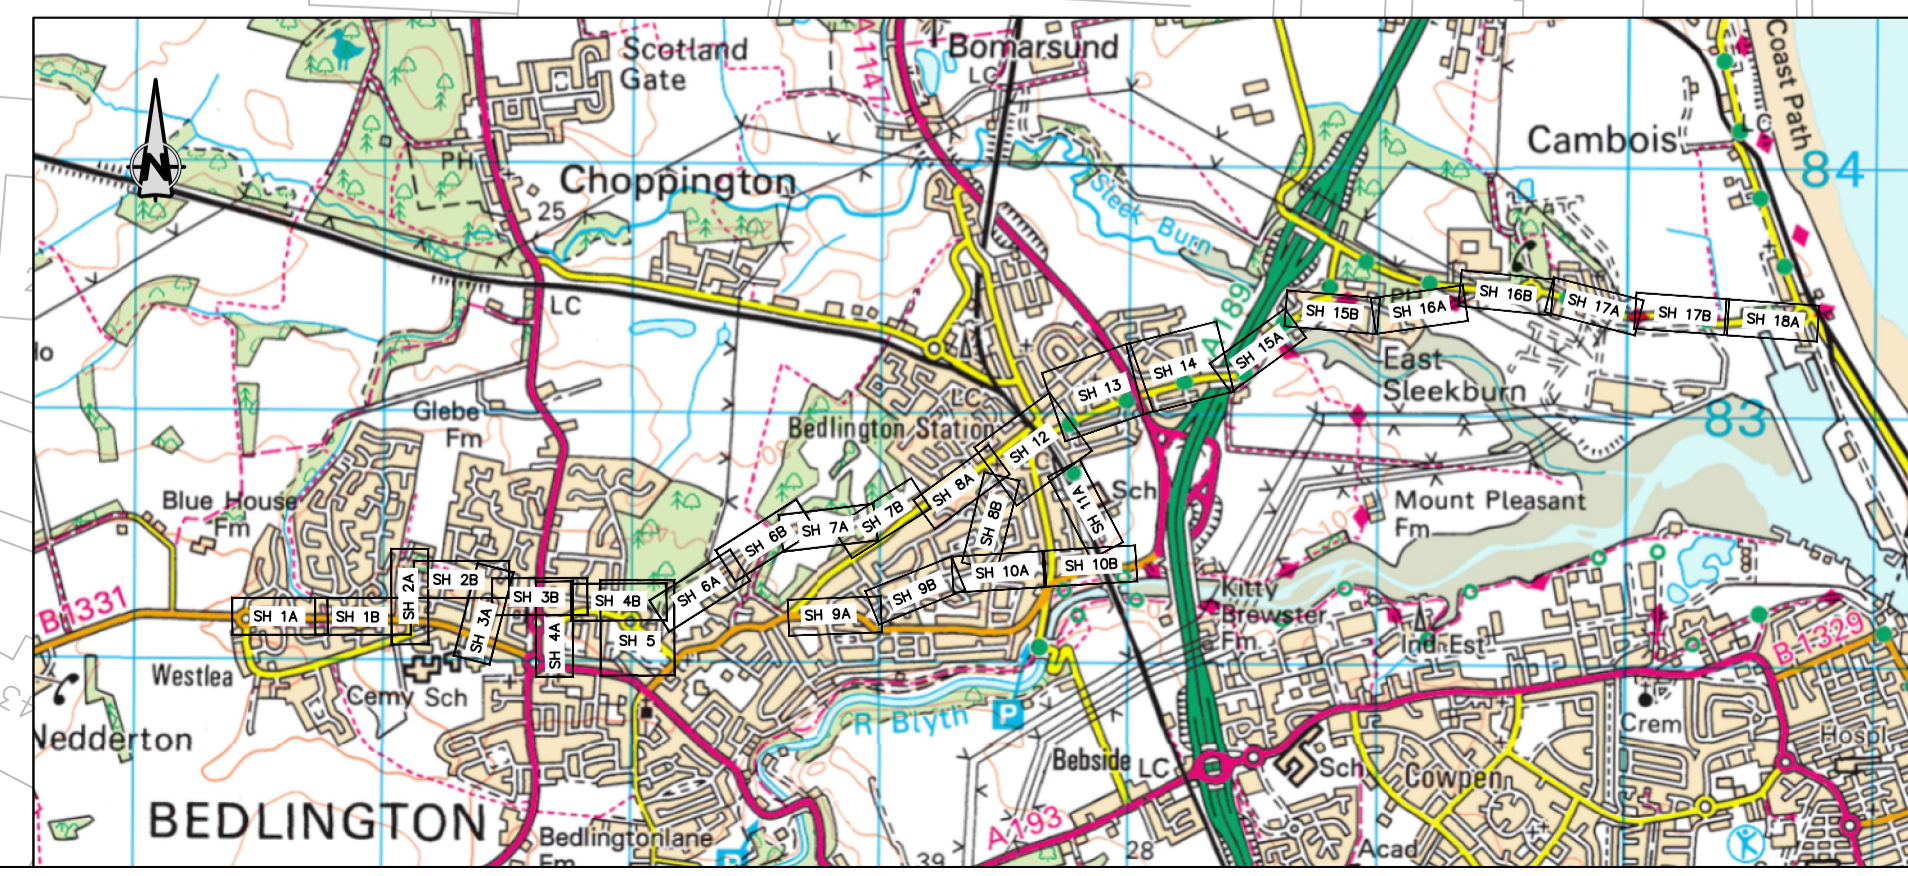 Scotland
Gate
A1147
Bomarsund
LC
Coast Path
Cambois
84
PH
Choppington
25
Sleek Burn
LC
A189
PH
SH 15B
SH 16A
SH 16B
SH 17A
SH 17B
SH 18A
SH 15A
SH 14
SH 13
East
Sleekburn
83
Glebe
Fm
LC
Bedlington Station
SH 12
SH 8A
SH 8B
SH 11A
Sch
Mount Pleasant
Fm
Blue House
Fm
SH 7B
SH 7A
SH 6B
SH 6A
B1331
SH 1A
SH 1B
SH 2A
SH 2B
SH 3A
SH 3B
SH 4A
SH 4B
SH 5
SH 9A
SH 9B
SH 10A
SH 10B
Kitty
Brewster
Fm
Ind Est
B 1329
Westlea
Cemy Sch
R Blyth
P
Crem
Hospl
Nedderton
Bebside
LC
Sch
Cowpen
BEDLINGTON
Bedlingtonlane
Fm
P
A193
39
28
Acad
N